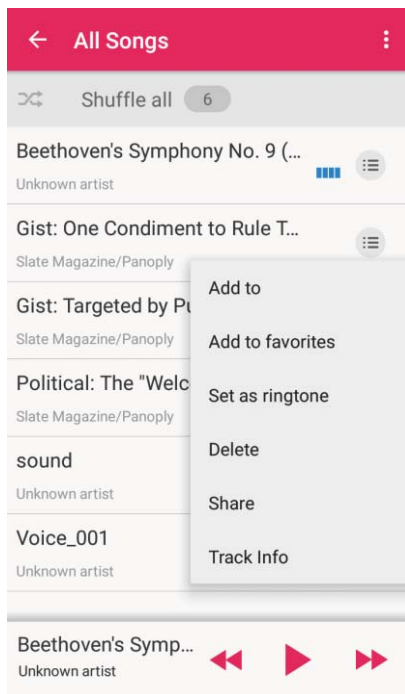 All Songs
Shuffle all 6
Beethoven's Symphony No. 9 (...
Unknown artist
Gist: One Condiment to Rule T...
Slate Magazine/Panoply
Gist: Targeted by
Slate Magazine/Panoply
Political: The "Welc
Slate Magazine/Panoply
sound
Unknown artist
Voice_001
Unknown artist
Add to
Add to favorites
Set as ringtone
Delete
Share
Track Info
Beethoven's Symp...
Unknown artist